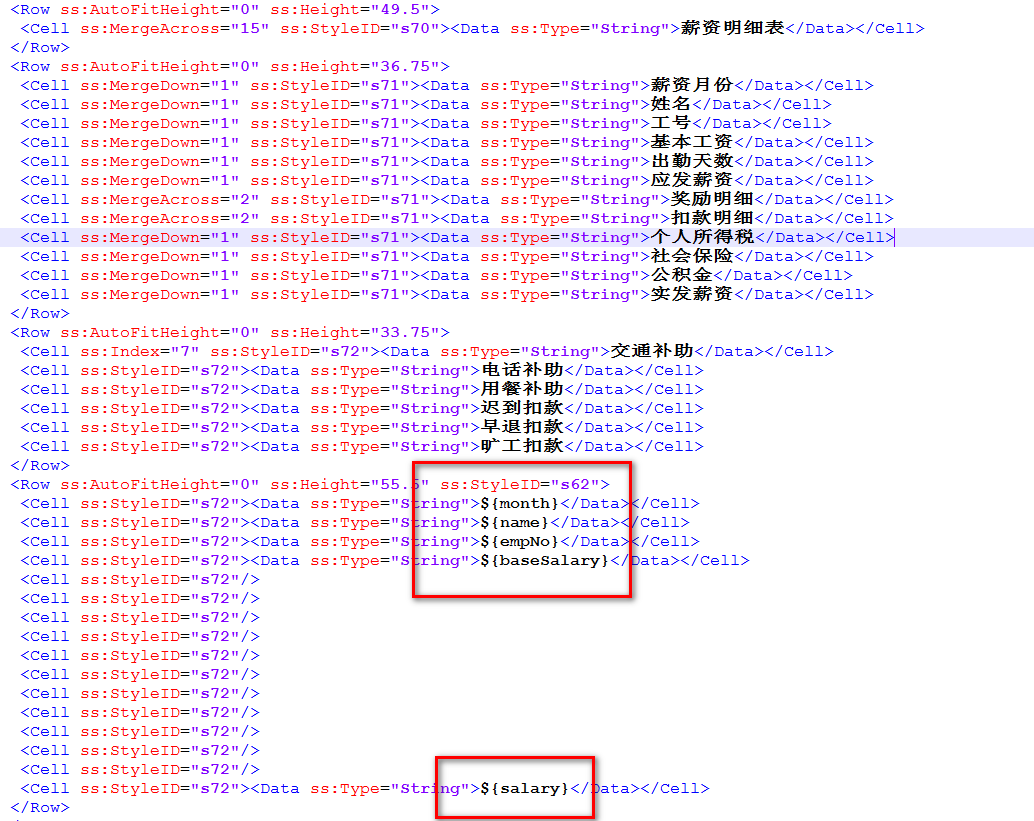 <Row ss:AutoFitHeight="0" ss:Height="49.5">
<Cell ss:MergeAcross="15" ss:StyleID="s70"><Data ss:Type="String">薪资明细表</Data></Cell>
</Row>
<Row ss:AutoFitHeight="0" ss:Height="36.75">
<Cell ss:MergeDown="1" ss:StyleID="s71"><Data ss:Type="String">薪资月份</Data></Cell>
<Cell ss:MergeDown="1" ss:StyleID="s71"><Data ss:Type="String">姓名</Data></Cell>
<Cell ss:MergeDown="1" ss:StyleID="s71"><Data ss:Type="String">工号</Data></Cell>
<Cell ss:MergeDown="1" ss:StyleID="s71"><Data ss:Type="String">基本工资</Data></Cell>
<Cell ss:MergeDown="1" ss:StyleID="s71"><Data ss:Type="String">出勤天数</Data></Cell>
<Cell ss:MergeDown="1" ss:StyleID="s71"><Data ss:Type="String">应发薪资</Data></Cell>
<Cell ss:MergeAcross="2" ss:StyleID="s71"><Data ss:Type="String">奖励明细</Data></Cell>
<Cell ss:MergeAcross="2" ss:StyleID="s71"><Data ss:Type="String">扣款明细</Data></Cell>
<Cell ss:MergeDown="1" ss:StyleID="s71"><Data ss:Type="String">个人所得税</Data></Cell>
<Cell ss:MergeDown="1" ss:StyleID="s71"><Data ss:Type="String">社会保险</Data></Cell>
<Cell ss:MergeDown="1" ss:StyleID="s71"><Data ss:Type="String">公积金</Data></Cell>
<Cell ss:MergeDown="1" ss:StyleID="s71"><Data ss:Type="String">实发薪资</Data></Cell>
</Row>
<Row ss:AutoFitHeight="0" ss:Height="33.75">
<Cell ss:Index="7" ss:StyleID="s72"><Data ss:Type="String">交通补助</Data></Cell>
<Cell ss:StyleID="s72"><Data ss:Type="String">电话补助</Data></Cell>
<Cell ss:StyleID="s72"><Data ss:Type="String">用餐补助</Data></Cell>
<Cell ss:StyleID="s72"><Data ss:Type="String">迟到扣款</Data></Cell>
<Cell ss:StyleID="s72"><Data ss:Type="String">早退扣款</Data></Cell>
<Cell ss:StyleID="s72"><Data ss:Type="String">旷工扣款</Data></Cell>
</Row>
<Row ss:AutoFitHeight="0" ss:Height="55.5" ss:StyleID="s62">
<Cell ss:StyleID="s72"><Data ss:Type="String">${month}</Data></Cell>
<Cell ss:StyleID="s72"><Data ss:Type="String">${name}</Data></Cell>
<Cell ss:StyleID="s72"><Data ss:Type="String">${empNo}</Data></Cell>
<Cell ss:StyleID="s72"><Data ss:Type="String">${baseSalary}</Data></Cell>
<Cell ss:StyleID="s72"/>
<Cell ss:StyleID="s72"/>
<Cell ss:StyleID="s72"/>
<Cell ss:StyleID="s72"/>
<Cell ss:StyleID="s72"/>
<Cell ss:StyleID="s72"/>
<Cell ss:StyleID="s72"/>
<Cell ss:StyleID="s72"/>
<Cell ss:StyleID="s72"/>
<Cell ss:StyleID="s72"/>
<Cell ss:StyleID="s72"/>
<Cell ss:StyleID="s72"><Data ss:Type="String">${salary}</Data></Cell>
</Row>